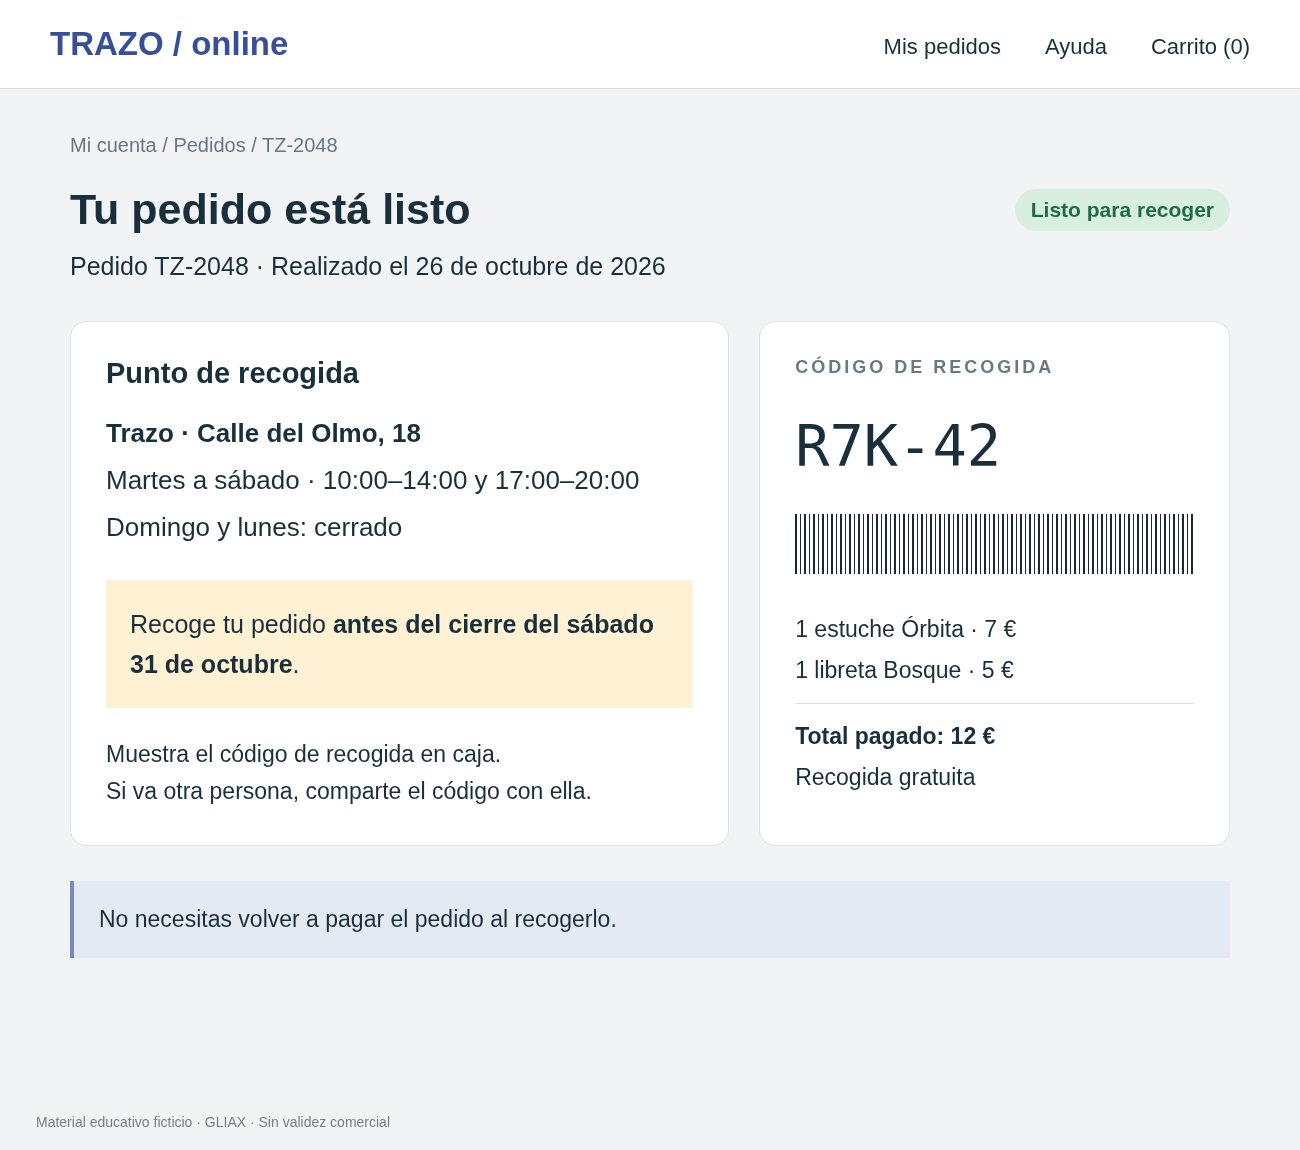 TRAZO / online
Mis pedidos
Ayuda
Carrito (0)
Mi cuenta / Pedidos / TZ-2048
Tu pedido está listo
Listo para recoger
Pedido TZ-2048 · Realizado el 26 de octubre de 2026
Punto de recogida
Trazo · Calle del Olmo, 18
Martes a sábado · 10:00–14:00 y 17:00–20:00
Domingo y lunes: cerrado
Recoge tu pedido antes del cierre del sábado
31 de octubre.
Muestra el código de recogida en caja.
Si va otra persona, comparte el código con ella.
CÓDIGO DE RECOGIDA
R7K-42
1 estuche Órbita · 7 €
1 libreta Bosque · 5 €
Total pagado: 12 €
Recogida gratuita
No necesitas volver a pagar el pedido al recogerlo.
Material educativo ficticio · GLIAX · Sin validez comercial